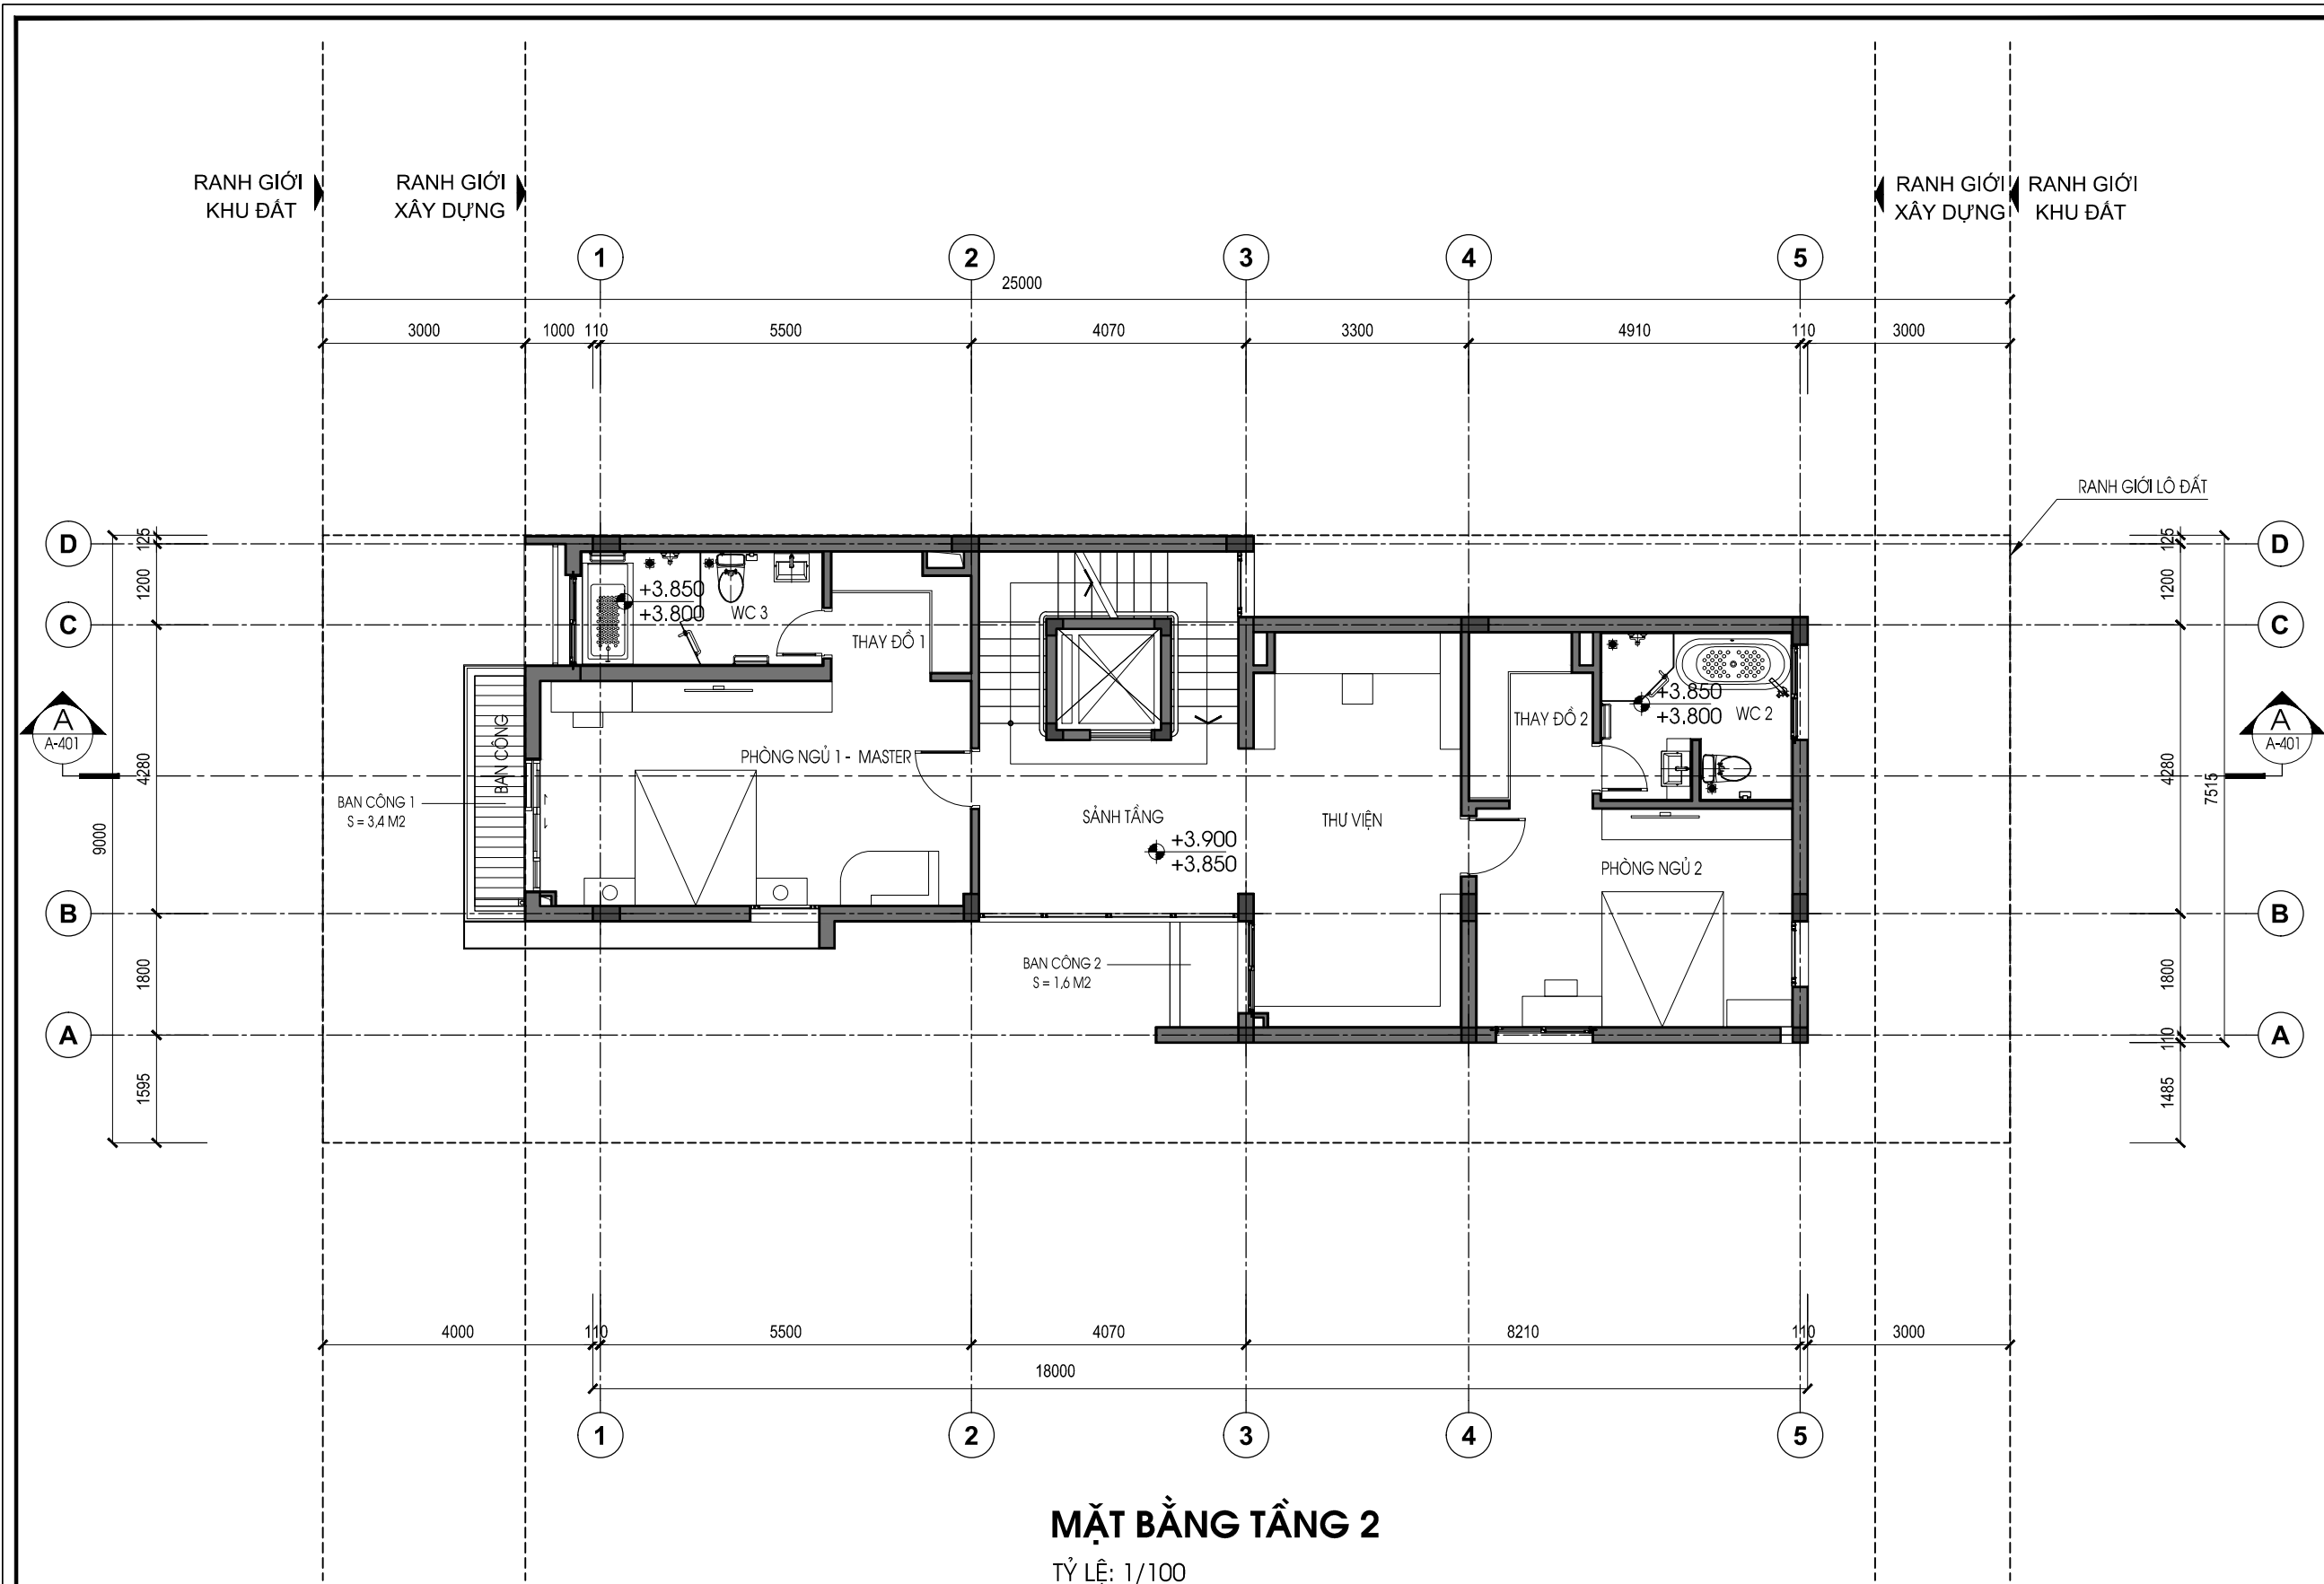 RANH GIỚI
KHU ĐẤT
RANH GIỚI
XÂY DỰNG
RANH GIỚI
XÂY DỰNG
RANH GIỚI
KHU ĐẤT
1
2
3
4
5
25000
3000
1000
110
5500
4070
3300
4910
110
3000
RANH GIỚI LÔ ĐẤT
D
C
B
A
D
C
B
A
125
1200
4280
1800
1595
9000
125
1200
4280
1800
110
1485
7515
A
A-401
A
A-401
+3.850
+3.800
WC 3
THAY ĐỒ 1
BAN CÔNG
PHÒNG NGỦ 1 - MASTER
BAN CÔNG 1
S = 3,4 M2
SẢNH TẦNG
+3.900
+3.850
THƯ VIỆN
THAY ĐỒ 2
+3.850
+3.800
WC 2
PHÒNG NGỦ 2
BAN CÔNG 2
S = 1,6 M2
4000
110
5500
4070
8210
110
3000
18000
1
2
3
4
5
MẶT BẰNG TẦNG 2
TỶ LỆ: 1/100